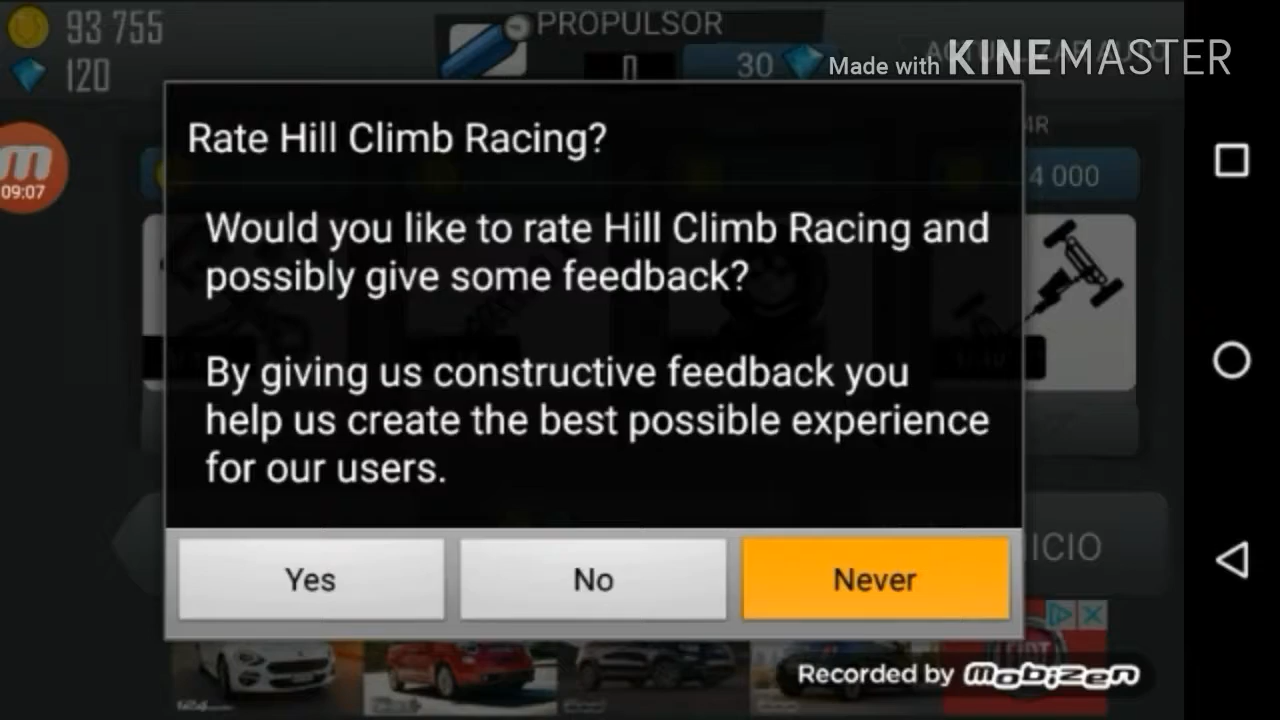 93 755
120
PROPULSOR
0
30
Made with KINEMASTER
09:07
4 000
Rate Hill Climb Racing?
Would you like to rate Hill Climb Racing and
possibly give some feedback?
By giving us constructive feedback you
help us create the best possible experience
for our users.
Yes
No
Never
ICIO
FIAT
Recorded by mobizen